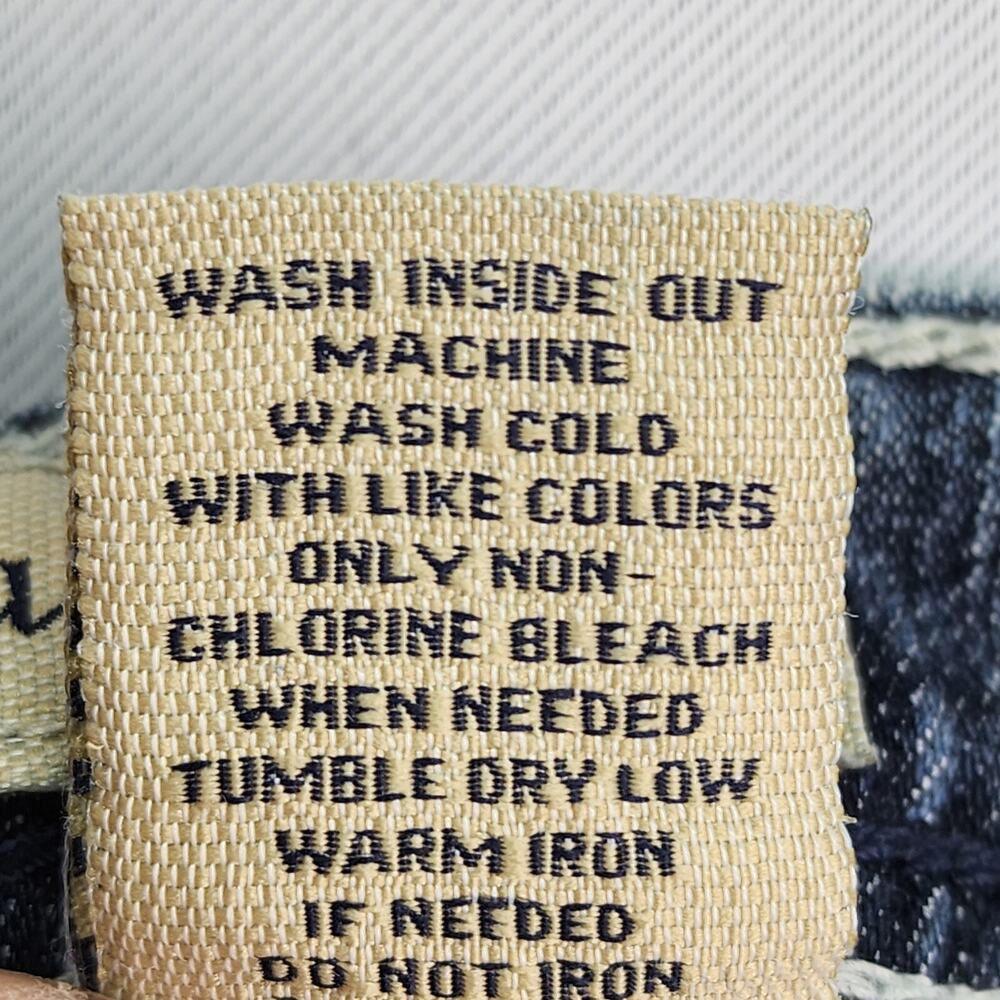 WASH INSIDE OUT
MACHINE
WASH COLD
WITH LIKE COLORS
ONLY NON-
CHLORINE BLEACH
WHEN NEEDED
TUMBLE DRY LOW
WARM IRON
IF NEEDED
DO NOT IRON